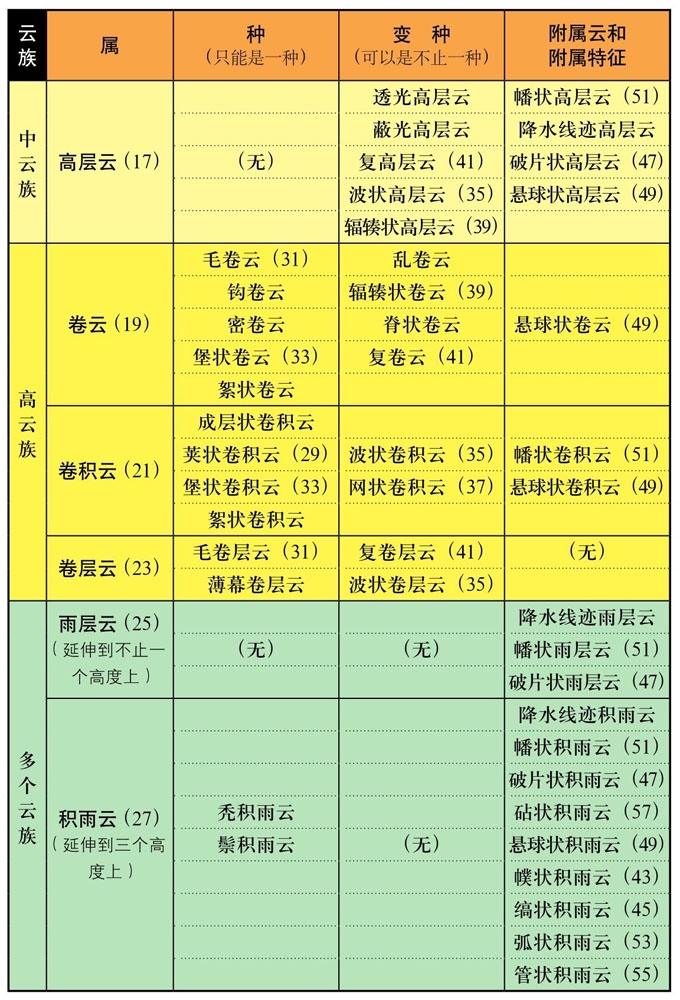 云族
属
种
(只能是一种)
变 种
(可以是不止一种)
附属云和
附属特征
中云族
高层云(17)
(无)
透光高层云
蔽光高层云
复高层云(41)
波状高层云(35)
辐辏状高层云(39)
幡状高层云(51)
降水线迹高层云
破片状高层云(47)
悬球状高层云(49)
高云族
卷云(19)
毛卷云(31)
钩卷云
密卷云
堡状卷云(33)
絮状卷云
乱卷云
辐辏状卷云(39)
脊状卷云
复卷云(41)
悬球状卷云(49)
卷积云(21)
成层状卷积云
荚状卷积云(29)
堡状卷积云(33)
絮状卷积云
波状卷积云(35)
网状卷积云(37)
幡状卷积云(51)
悬球状卷积云(49)
卷层云(23)
毛卷层云(31)
薄幕卷层云
复卷层云(41)
波状卷层云(35)
(无)
多个云族
雨层云(25)
(延伸到不止一
个高度上)
(无)
(无)
降水线迹雨层云
幡状雨层云(51)
破片状雨层云(47)
积雨云(27)
(延伸到三个高
度上)
秃积雨云
鬃积雨云
(无)
降水线迹积雨云
幡状积雨云(51)
破片状积雨云(47)
砧状积雨云(57)
悬球状积雨云(49)
幞状积雨云(43)
缟状积雨云(45)
弧状积雨云(53)
管状积雨云(55)